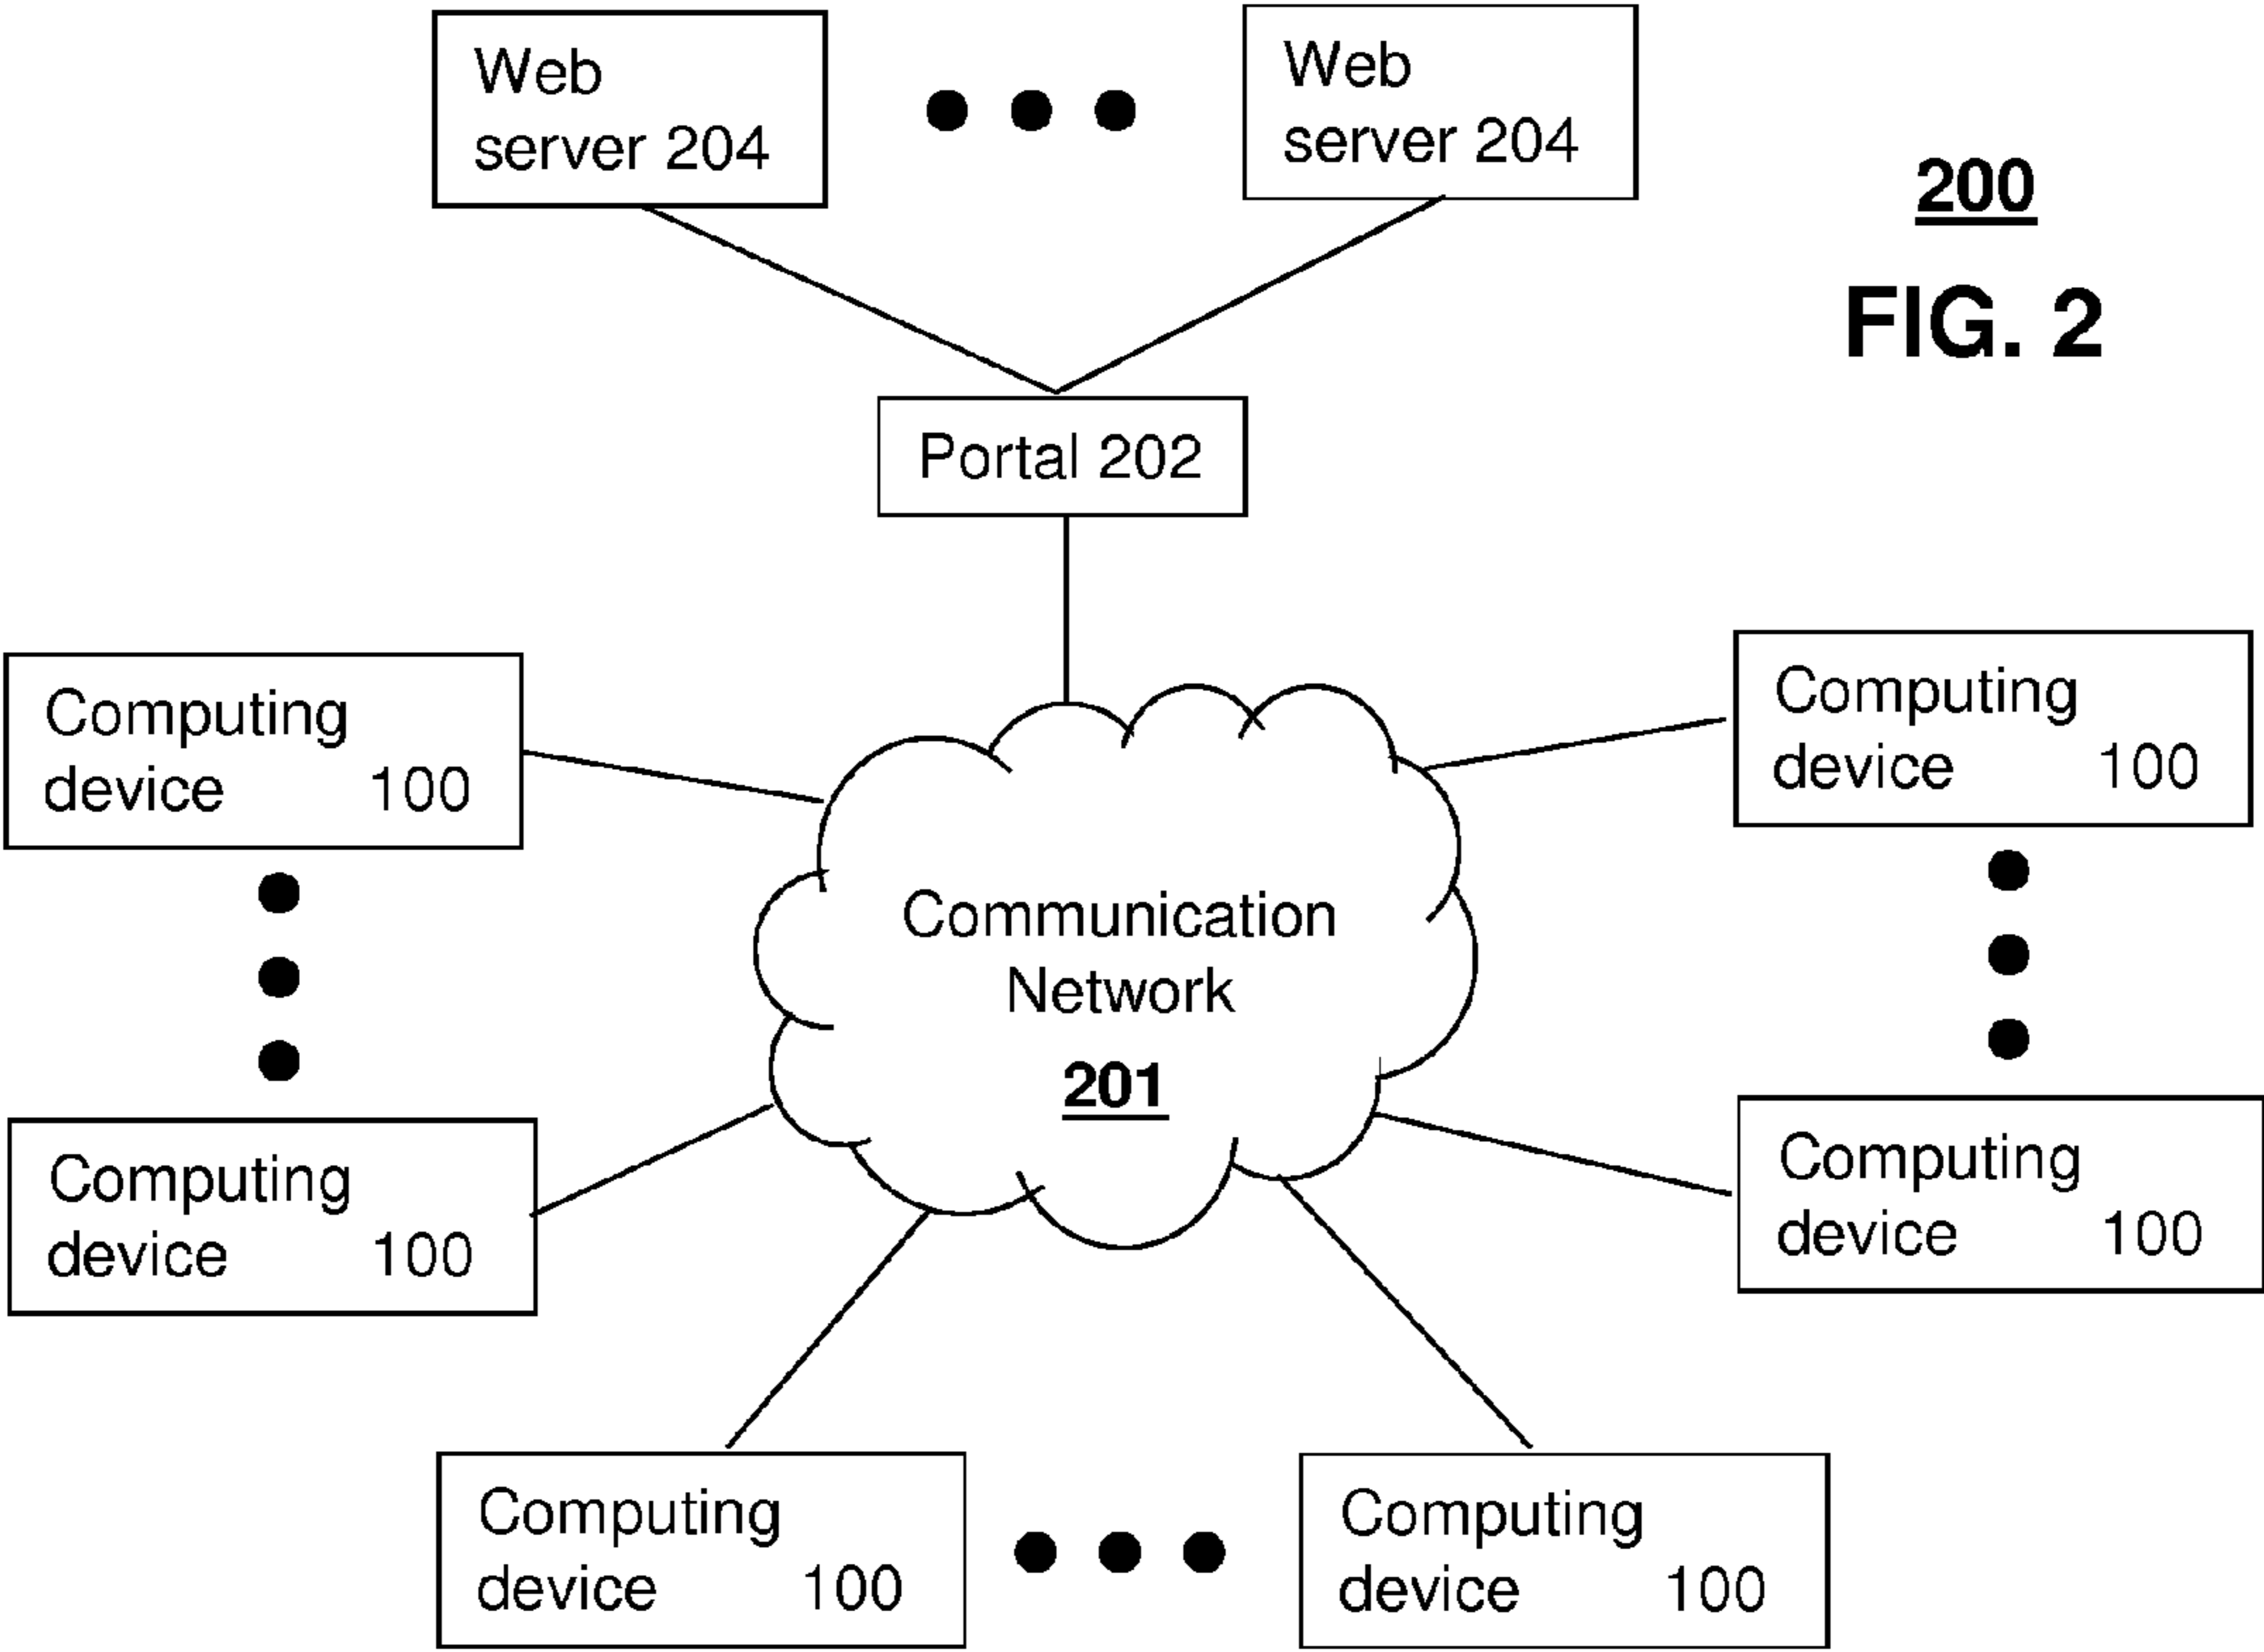 Web
server 204
Web
server 204
200
FIG. 2
Portal 202
Computing
device 100
Computing
device 100
Communication
Network
201
Computing
device 100
Computing
device 100
Computing
device 100
Computing
device 100